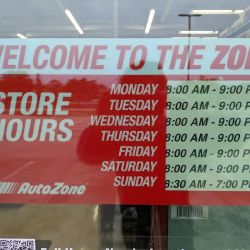 WELCOME TO THE ZO
STORE HOURS
MONDAY 8:00 AM - 9:00 P
TUESDAY 8:00 AM - 9:00 P
WEDNESDAY 8:00 AM - 9:00 P
THURSDAY 8:00 AM - 9:00 P
FRIDAY 8:00 AM - 9:00 P
SATURDAY 8:00 AM - 9:00 P
SUNDAY 8:30 AM - 7:00 P
AutoZone